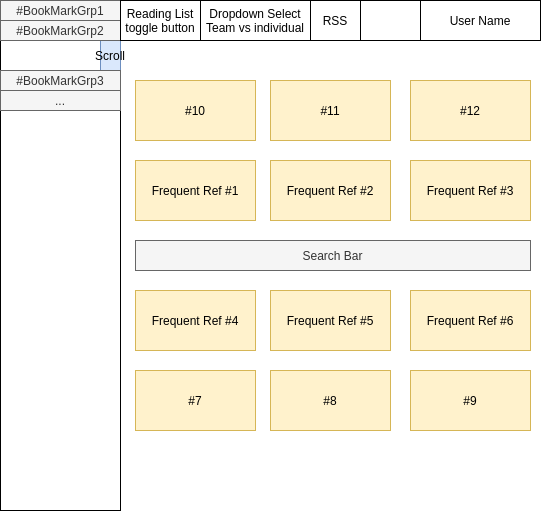 #BookMarkGrp1
#BookMarkGrp2
Scroll
#BookMarkGrp3
...
Reading List
toggle button
Dropdown Select
Team vs individual
RSS
User Name
#10
#11
#12
Frequent Ref #1
Frequent Ref #2
Frequent Ref #3
Search Bar
Frequent Ref #4
Frequent Ref #5
Frequent Ref #6
#7
#8
#9